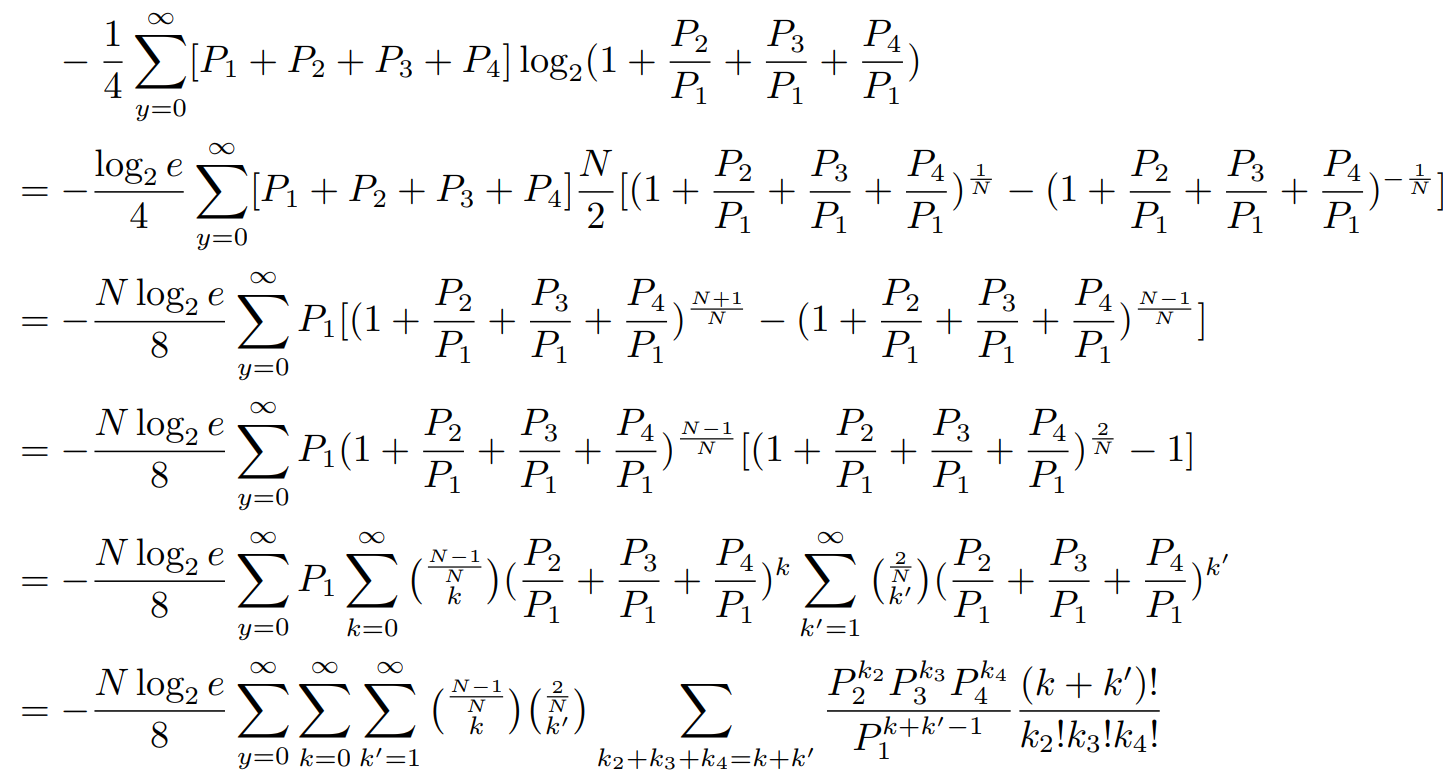 $-\frac{1}{4}\sum_{y=0}^{\infty}[P_1+P_2+P_3+P_4]\log_2(1+\frac{P_2}{P_1}+\frac{P_3}{P_1}+\frac{P_4}{P_1})$
$=-\frac{\log_2 e}{4}\sum_{y=0}^{\infty}[P_1+P_2+P_3+P_4]\frac{N}{2}[(1+\frac{P_2}{P_1}+\frac{P_3}{P_1}+\frac{P_4}{P_1})^{\frac{1}{N}}-(1+\frac{P_2}{P_1}+\frac{P_3}{P_1}+\frac{P_4}{P_1})^{-\frac{1}{N}}]$
$=-\frac{N\log_2 e}{8}\sum_{y=0}^{\infty}P_1[(1+\frac{P_2}{P_1}+\frac{P_3}{P_1}+\frac{P_4}{P_1})^{\frac{N+1}{N}}-(1+\frac{P_2}{P_1}+\frac{P_3}{P_1}+\frac{P_4}{P_1})^{\frac{N-1}{N}}]$
$=-\frac{N\log_2 e}{8}\sum_{y=0}^{\infty}P_1(1+\frac{P_2}{P_1}+\frac{P_3}{P_1}+\frac{P_4}{P_1})^{\frac{N-1}{N}}[(1+\frac{P_2}{P_1}+\frac{P_3}{P_1}+\frac{P_4}{P_1})^{\frac{2}{N}}-1]$
$=-\frac{N\log_2 e}{8}\sum_{y=0}^{\infty}P_1\sum_{k=0}^{\infty}\binom{\frac{N-1}{N}}{k}(\frac{P_2}{P_1}+\frac{P_3}{P_1}+\frac{P_4}{P_1})^{k}\sum_{k'=1}^{\infty}\binom{\frac{2}{N}}{k'}(\frac{P_2}{P_1}+\frac{P_3}{P_1}+\frac{P_4}{P_1})^{k'}$
$=-\frac{N\log_2 e}{8}\sum_{y=0}^{\infty}\sum_{k=0}^{\infty}\sum_{k'=1}^{\infty}\binom{\frac{N-1}{N}}{k}\binom{\frac{2}{N}}{k'}\sum_{k_2+k_3+k_4=k+k'}\frac{P_2^{k_2}P_3^{k_3}P_4^{k_4}}{P_1^{k+k'-1}}\frac{(k+k')!}{k_2!k_3!k_4!}$